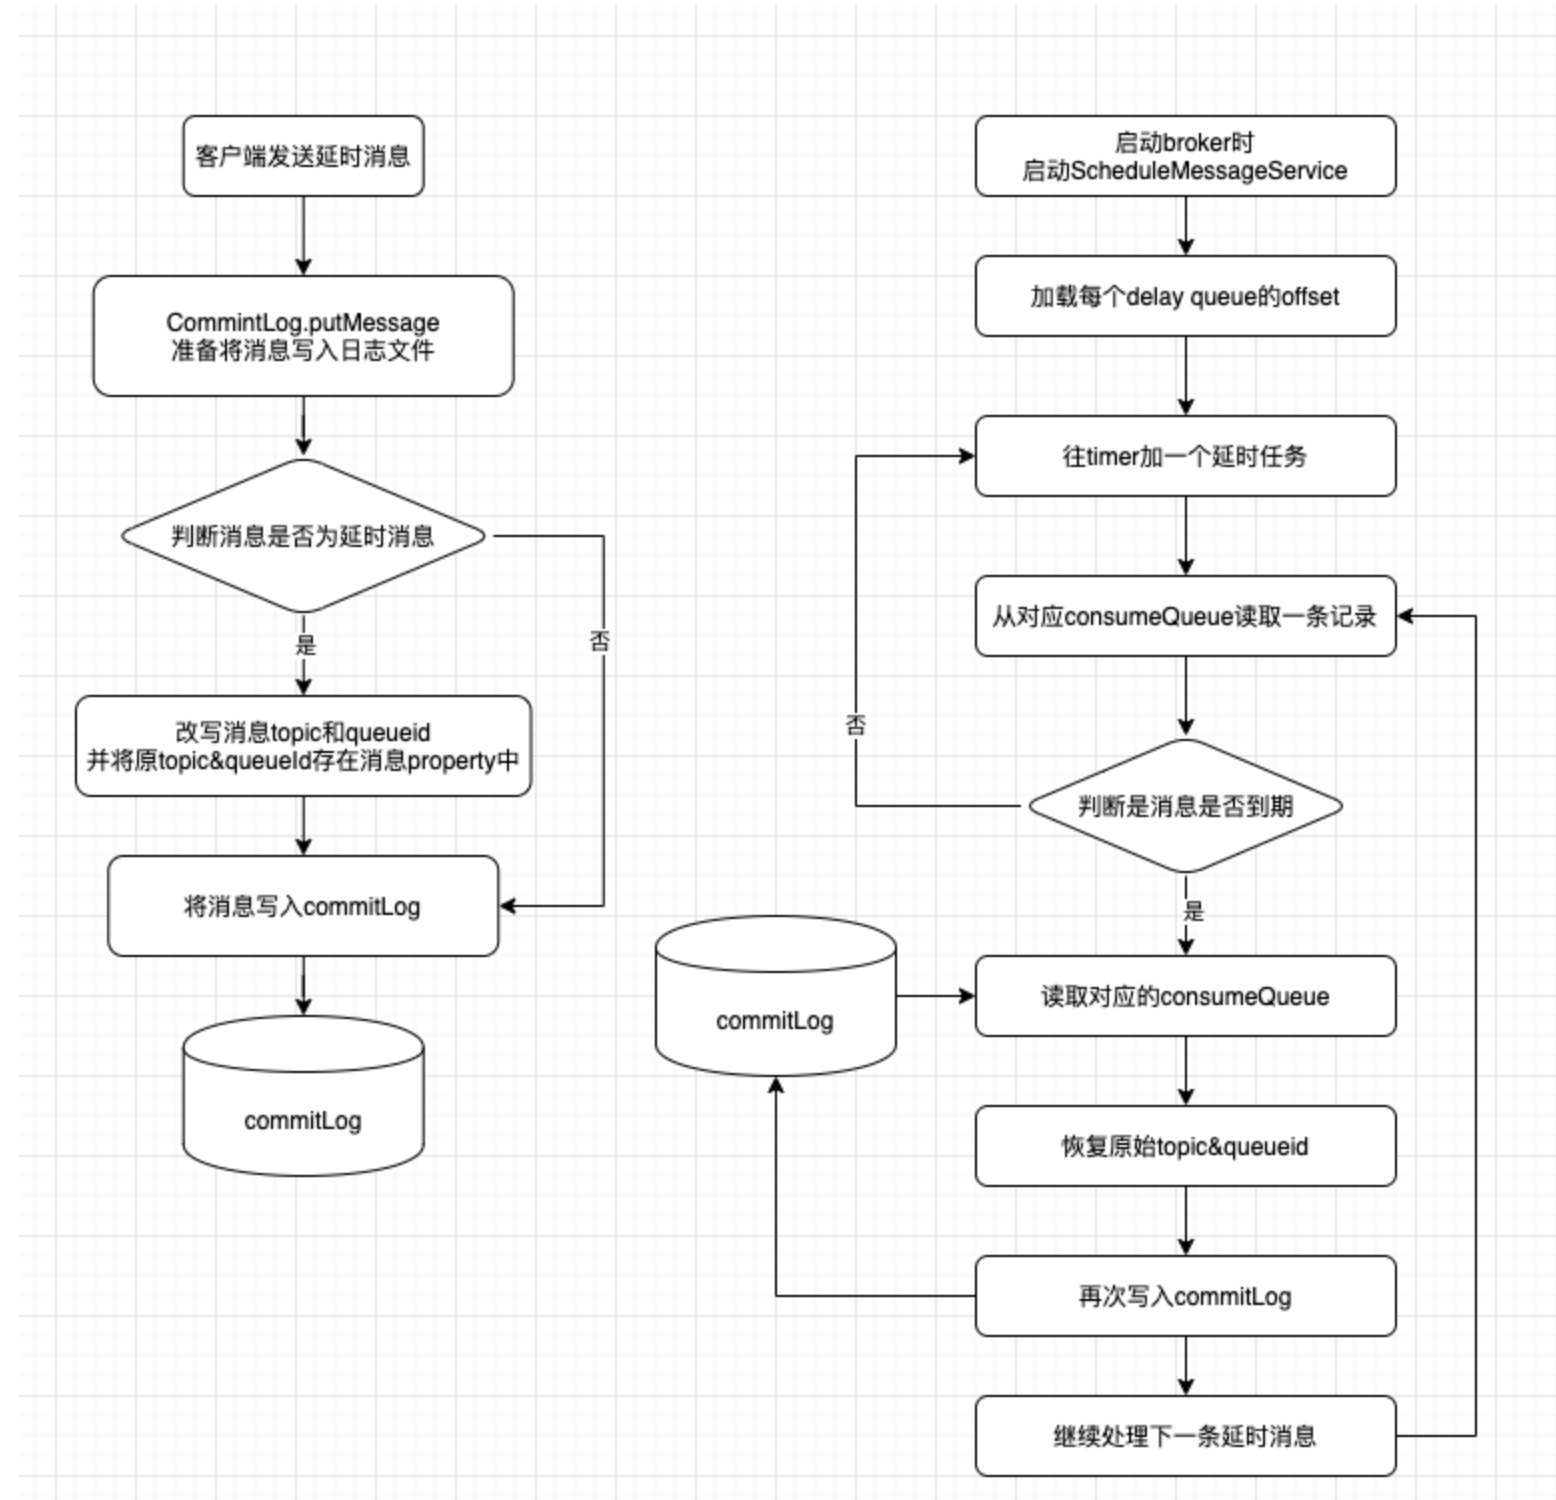 客户端发送延时消息
CommintLog.putMessage
准备将消息写入日志文件
判断消息是否为延时消息
是
否
改写消息topic和queueid
并将原topic&queueId存在消息property中
将消息写入commitLog
commitLog
启动broker时
启动ScheduleMessageService
加载每个delay queue的offset
往timer加一个延时任务
从对应consumeQueue读取一条记录
否
判断是消息是否到期
是
commitLog
读取对应的consumeQueue
恢复原始topic&queueid
再次写入commitLog
继续处理下一条延时消息